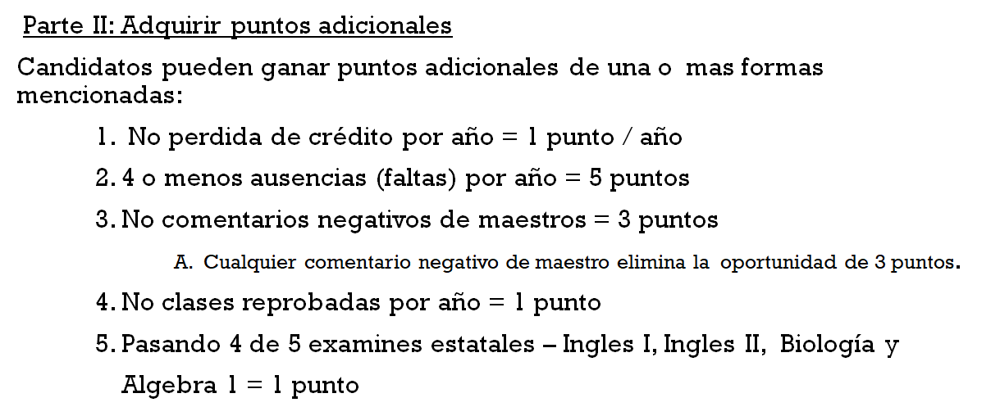 Parte II: Adquirir puntos adicionales
Candidatos pueden ganar puntos adicionales de una o mas formas
mencionadas:
1. No perdida de crédito por año = 1 punto / año
2. 4 o menos ausencias (faltas) por año = 5 puntos
3. No comentarios negativos de maestros = 3 puntos
A. Cualquier comentario negativo de maestro elimina la oportunidad de 3 puntos.
4. No clases reprobadas por año = 1 punto
5. Pasando 4 de 5 examines estatales – Ingles I, Ingles II, Biología y
Algebra 1 = 1 punto